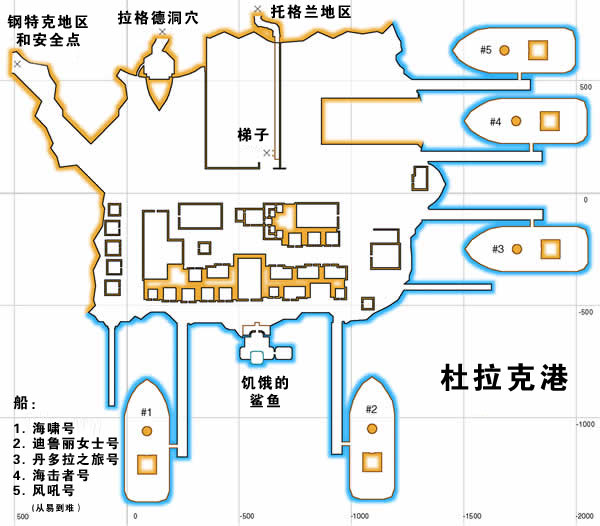 钢特克地区
和安全点
拉格德洞穴
托格兰地区
梯子
#5
500
#4
0
#3
-500
杜拉克港
饥饿的
鲨鱼
#1
#2
-1000
船：
1. 海啸号
2. 迪鲁丽女士号
3. 丹多拉之旅号
4. 海击者号
5. 风吼号
（从易到难）
500
0
-500
-1000
-1500
-2000